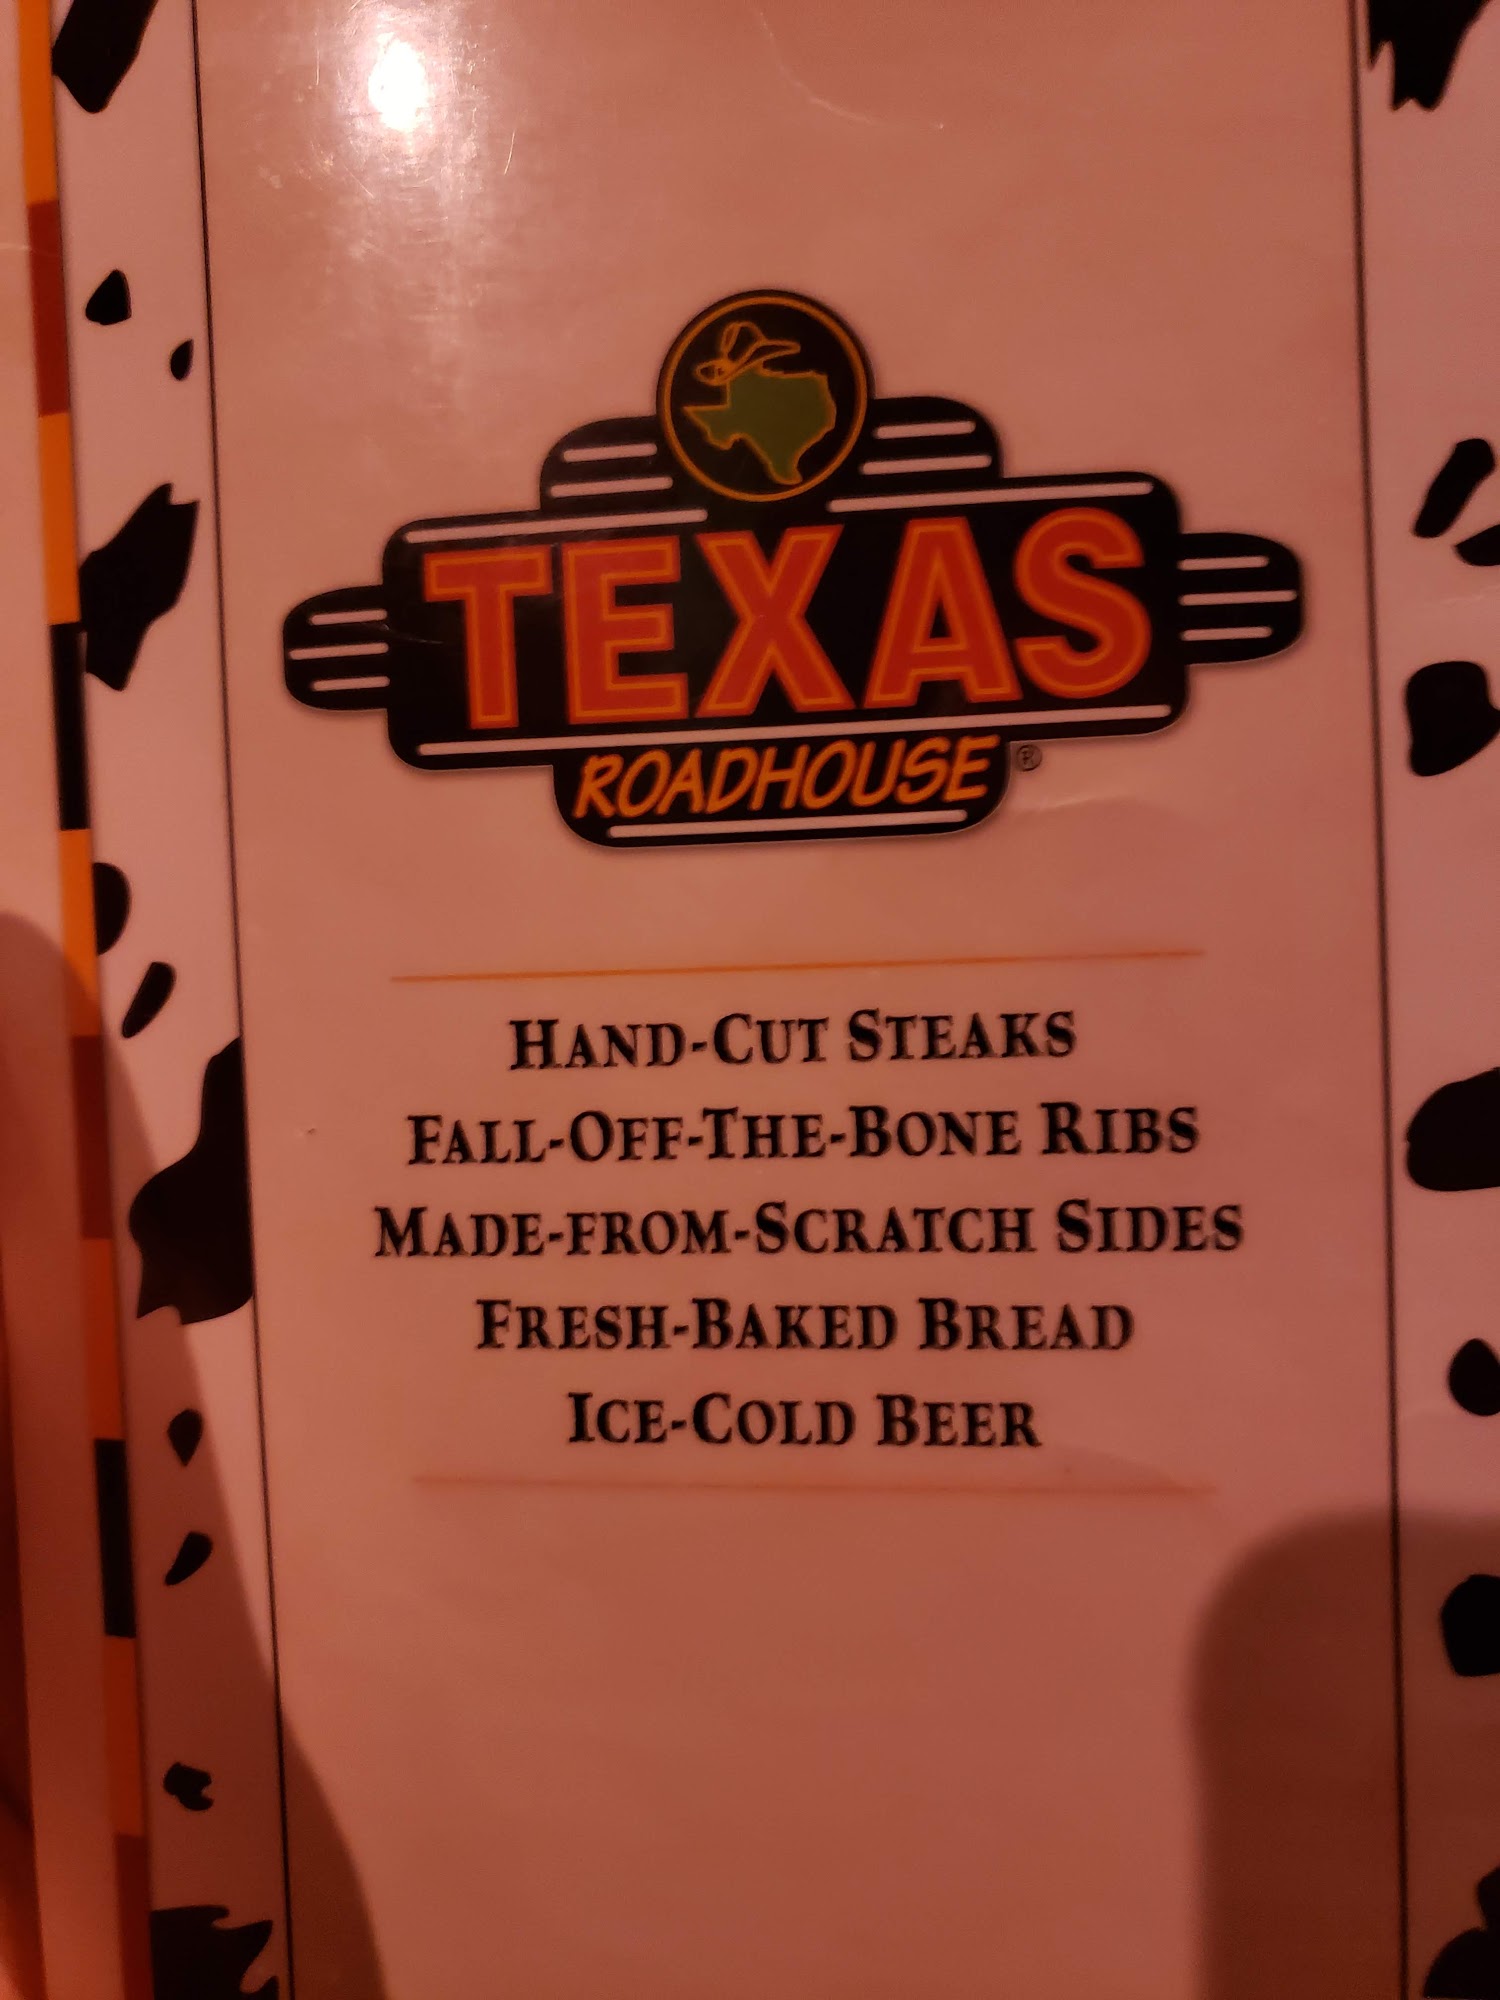 TEXAS
ROADHOUSE®
HAND-CUT STEAKS
FALL-OFF-THE-BONE RIBS
MADE-FROM-SCRATCH SIDES
FRESH-BAKED BREAD
ICE-COLD BEER